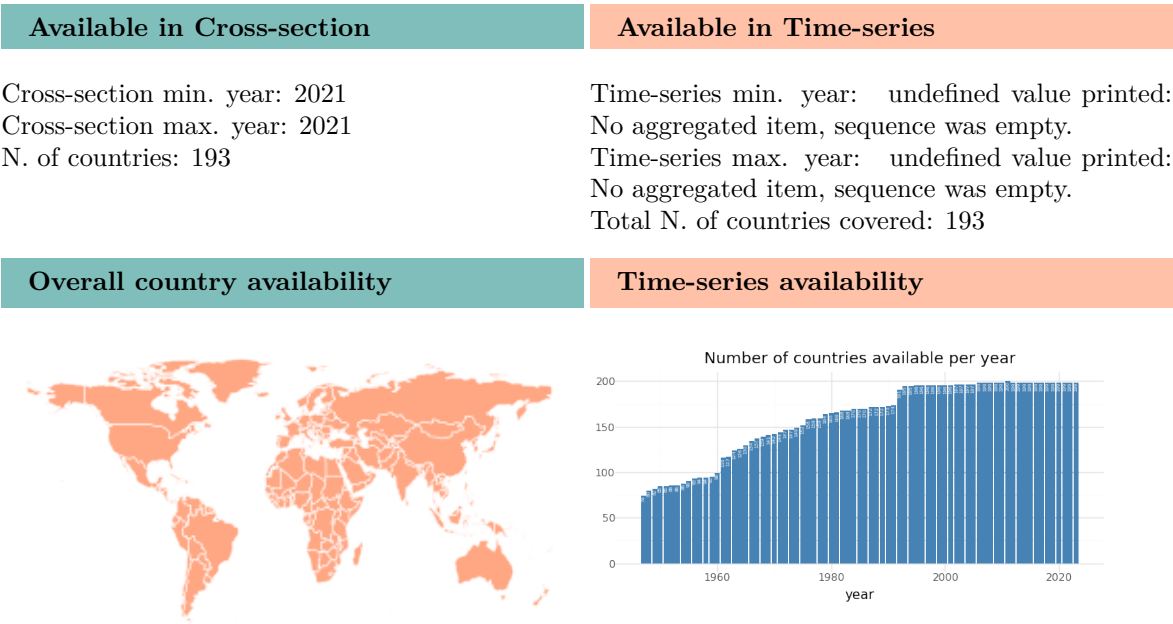 Available in Cross-section
Cross-section min. year: 2021
Cross-section max. year: 2021
N. of countries: 193
Available in Time-series
Time-series min. year: undefined value printed:
No aggregated item, sequence was empty.
Time-series max. year: undefined value printed:
No aggregated item, sequence was empty.
Total N. of countries covered: 193
Overall country availability
Time-series availability
Number of countries available per year
200
150
100
50
0
1960
1980
2000
2020
year